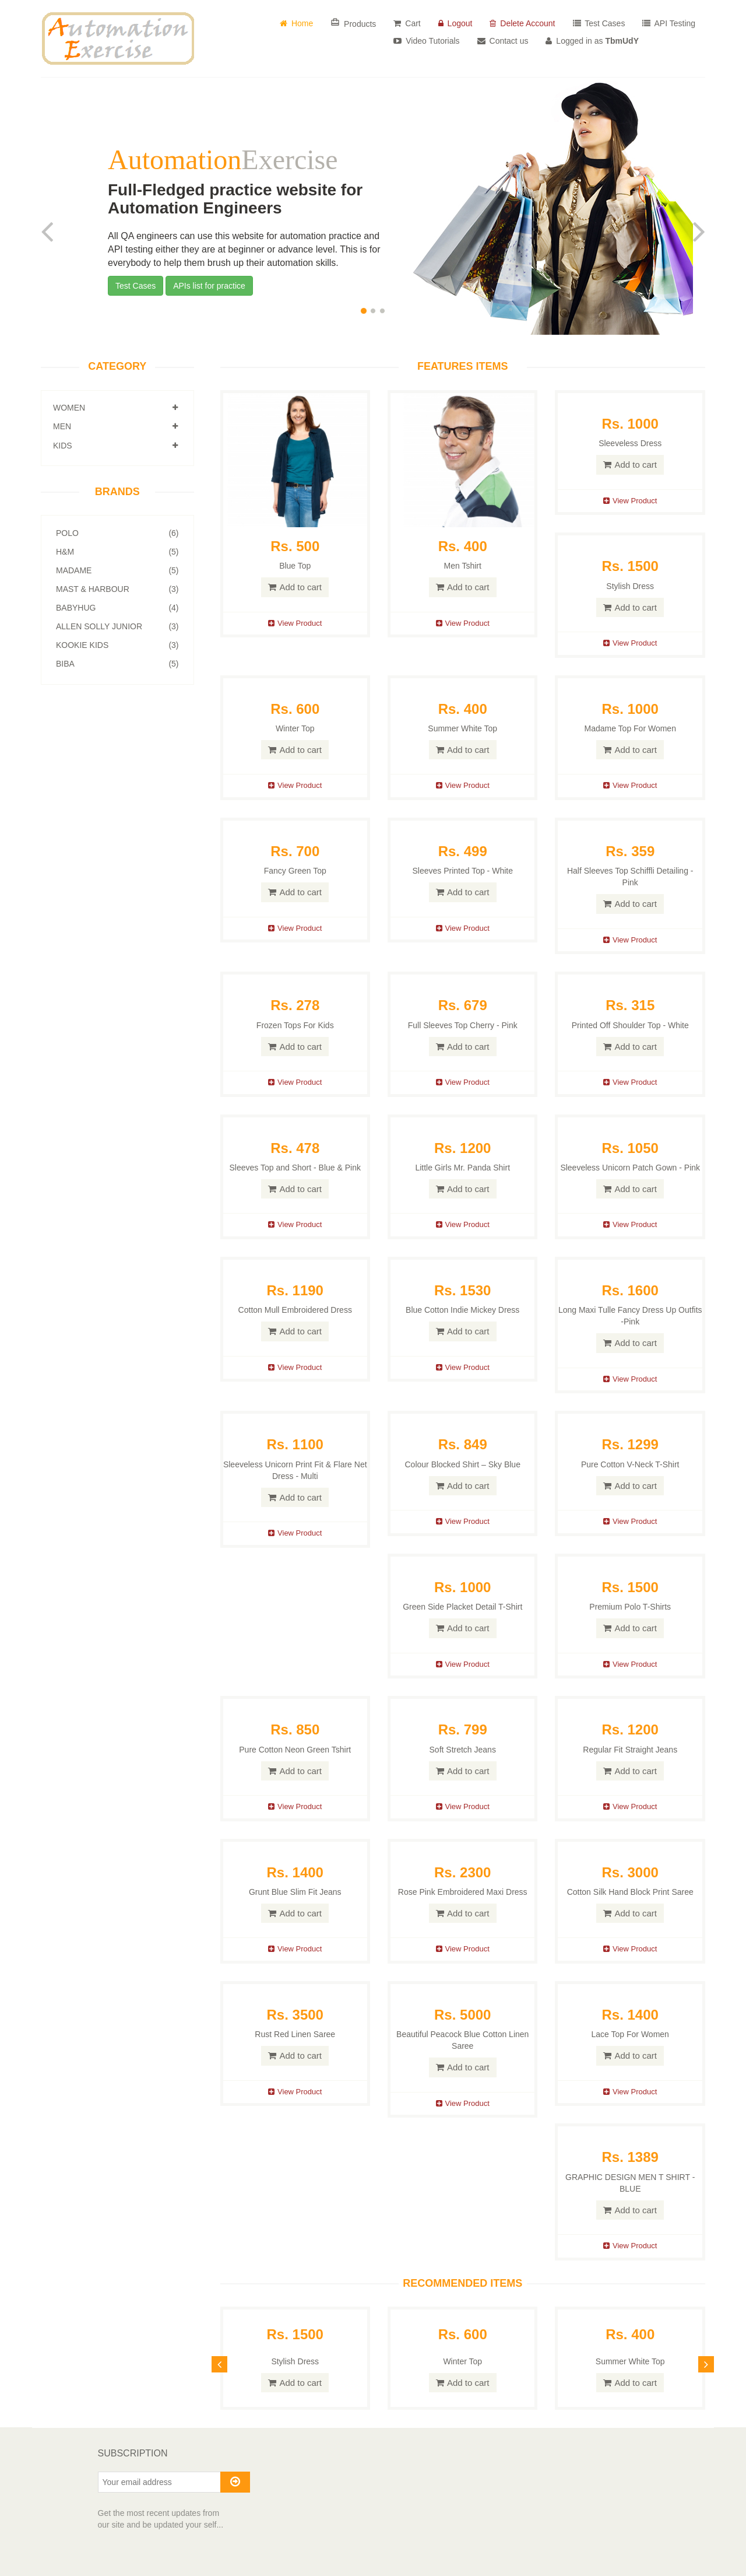 Automation
Exercise
Home
Products
Cart
Logout
Delete Account
Test Cases
API Testing
Video Tutorials
Contact us
Logged in as TbmUdY
AutomationExercise
Full-Fledged practice website for
Automation Engineers
All QA engineers can use this website for automation practice and
API testing either they are at beginner or advance level. This is for
everybody to help them brush up their automation skills.
Test Cases
APIs list for practice
CATEGORY
WOMEN
MEN
KIDS
BRANDS
POLO (6)
H&M (5)
MADAME (5)
MAST & HARBOUR (3)
BABYHUG (4)
ALLEN SOLLY JUNIOR (3)
KOOKIE KIDS (3)
BIBA (5)
FEATURES ITEMS
Rs. 500
Blue Top
Add to cart
View Product
Rs. 400
Men Tshirt
Add to cart
View Product
Rs. 1000
Sleeveless Dress
Add to cart
View Product
Rs. 1500
Stylish Dress
Add to cart
View Product
Rs. 600
Winter Top
Add to cart
View Product
Rs. 400
Summer White Top
Add to cart
View Product
Rs. 1000
Madame Top For Women
Add to cart
View Product
Rs. 700
Fancy Green Top
Add to cart
View Product
Rs. 499
Sleeves Printed Top - White
Add to cart
View Product
Rs. 359
Half Sleeves Top Schiffli Detailing -
Pink
Add to cart
View Product
Rs. 278
Frozen Tops For Kids
Add to cart
View Product
Rs. 679
Full Sleeves Top Cherry - Pink
Add to cart
View Product
Rs. 315
Printed Off Shoulder Top - White
Add to cart
View Product
Rs. 478
Sleeves Top and Short - Blue & Pink
Add to cart
View Product
Rs. 1200
Little Girls Mr. Panda Shirt
Add to cart
View Product
Rs. 1050
Sleeveless Unicorn Patch Gown - Pink
Add to cart
View Product
Rs. 1190
Cotton Mull Embroidered Dress
Add to cart
View Product
Rs. 1530
Blue Cotton Indie Mickey Dress
Add to cart
View Product
Rs. 1600
Long Maxi Tulle Fancy Dress Up Outfits
-Pink
Add to cart
View Product
Rs. 1100
Sleeveless Unicorn Print Fit & Flare Net
Dress - Multi
Add to cart
View Product
Rs. 849
Colour Blocked Shirt – Sky Blue
Add to cart
View Product
Rs. 1299
Pure Cotton V-Neck T-Shirt
Add to cart
View Product
Rs. 1000
Green Side Placket Detail T-Shirt
Add to cart
View Product
Rs. 1500
Premium Polo T-Shirts
Add to cart
View Product
Rs. 850
Pure Cotton Neon Green Tshirt
Add to cart
View Product
Rs. 799
Soft Stretch Jeans
Add to cart
View Product
Rs. 1200
Regular Fit Straight Jeans
Add to cart
View Product
Rs. 1400
Grunt Blue Slim Fit Jeans
Add to cart
View Product
Rs. 2300
Rose Pink Embroidered Maxi Dress
Add to cart
View Product
Rs. 3000
Cotton Silk Hand Block Print Saree
Add to cart
View Product
Rs. 3500
Rust Red Linen Saree
Add to cart
View Product
Rs. 5000
Beautiful Peacock Blue Cotton Linen
Saree
Add to cart
View Product
Rs. 1400
Lace Top For Women
Add to cart
View Product
Rs. 1389
GRAPHIC DESIGN MEN T SHIRT -
BLUE
Add to cart
View Product
RECOMMENDED ITEMS
Rs. 1500
Stylish Dress
Add to cart
Rs. 600
Winter Top
Add to cart
Rs. 400
Summer White Top
Add to cart
SUBSCRIPTION
Your email address
Get the most recent updates from
our site and be updated your self...